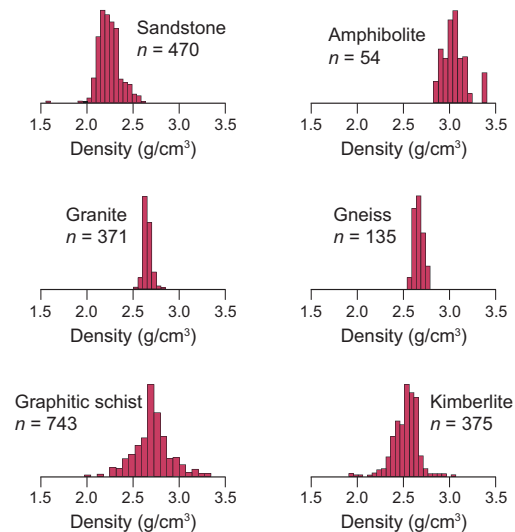 Sandstone
n = 470
1.5 2.0 2.5 3.0 3.5
Density (g/cm³)
Amphibolite
n = 54
1.5 2.0 2.5 3.0 3.5
Density (g/cm³)
Granite
n = 371
1.5 2.0 2.5 3.0 3.5
Density (g/cm³)
Gneiss
n = 135
1.5 2.0 2.5 3.0 3.5
Density (g/cm³)
Graphitic schist
n = 743
1.5 2.0 2.5 3.0 3.5
Density (g/cm³)
Kimberlite
n = 375
1.5 2.0 2.5 3.0 3.5
Density (g/cm³)